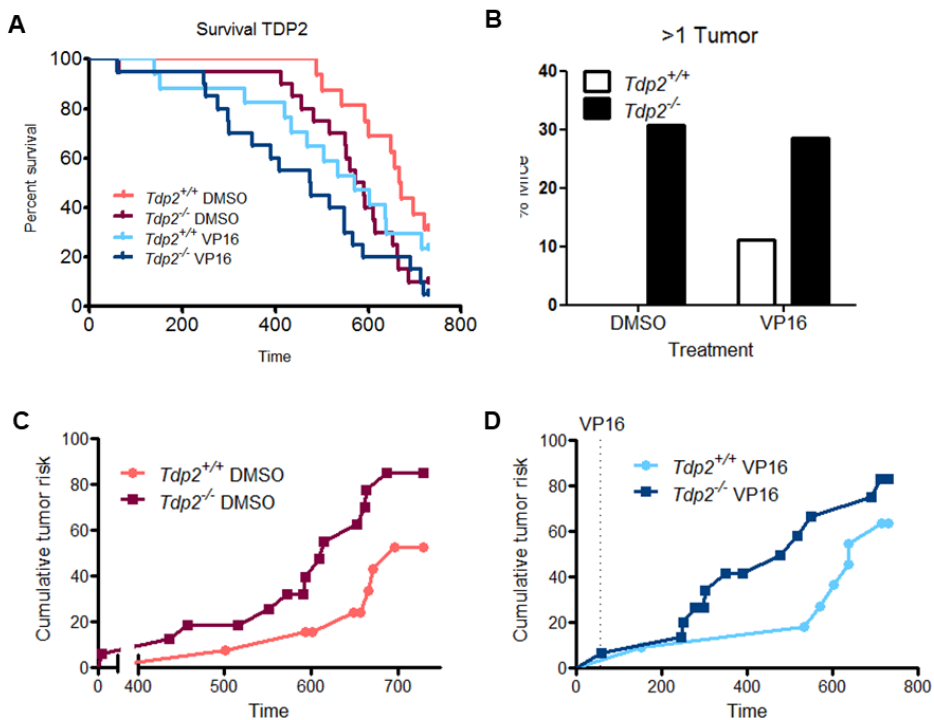 A
Survival TDP2
Percent survival
100
80
60
40
20
0
Tdp2+/+ DMSO
Tdp2-/- DMSO
Tdp2+/+ VP16
Tdp2-/- VP16
0 200 400 600 800
Time
B
>1 Tumor
40
30
20
10
0
Tdp2+/+
Tdp2-/-
DMSO VP16
Treatment
C
Cumulative tumor risk
100
80
60
40
20
0
Tdp2+/+ DMSO
Tdp2-/- DMSO
0 400 500 600 700
Time
D
VP16
Cumulative tumor risk
100
80
60
40
20
0
Tdp2+/+ VP16
Tdp2-/- VP16
0 200 400 600 800
Time